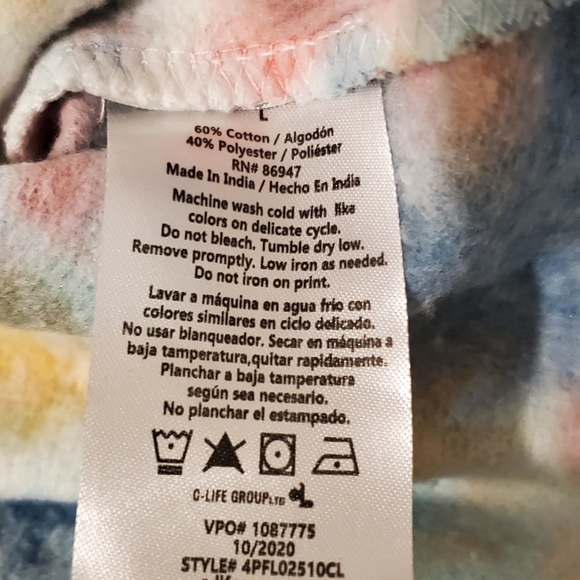 L
60% Cotton / Algodón
40% Polyester / Poliéster
RN# 86947
Made In India / Hecho En India
Machine wash cold with like
colors on delicate cycle.
Do not bleach. Tumble dry low.
Remove promptly. Low iron as needed.
Do not iron on print.
Lavar a máquina en agua frío con
colores similares en ciclo delicado.
No usar blanqueador. Secar en máquina a
baja temperatura,quitar rapidamente.
Planchar a baja temperatura
según sea necesario.
No planchar el estampado.
C-LIFE GROUP LTD
VPO# 1087775
10/2020
STYLE# 4PFL02510CL